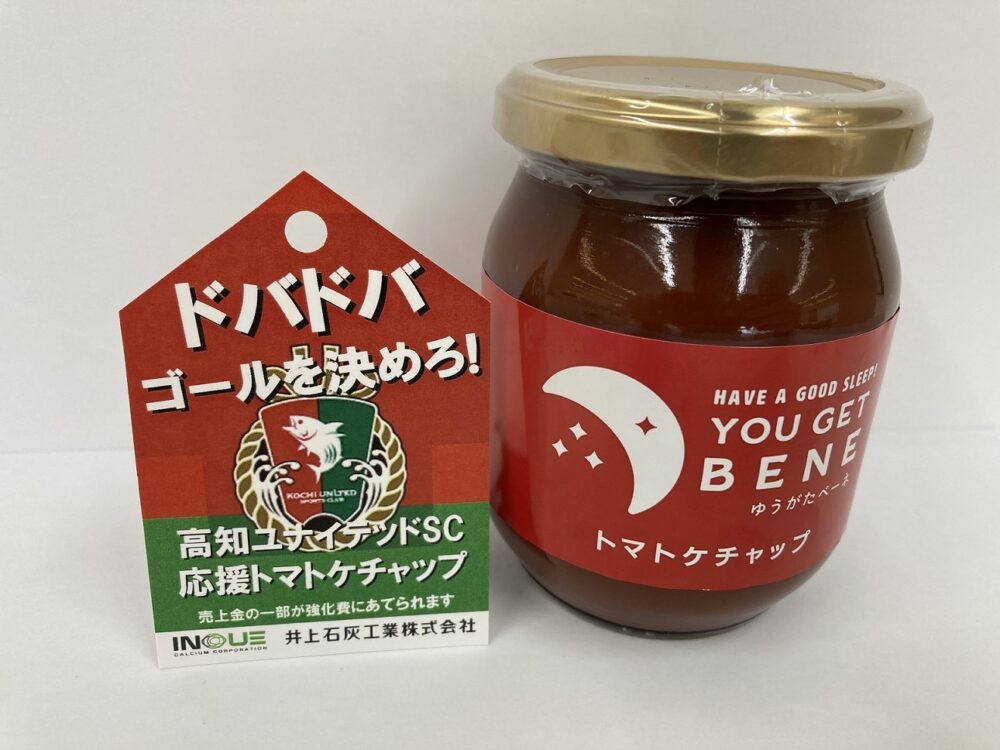 ドバドバ
ゴールを決めろ!
KOCHI UNITED
SPORTS CLUB
高知ユナイテッドSC
応援トマトケチャップ
売上金の一部が強化費にあてられます
INOUE
CALCIUM CORPORATION
井上石灰工業株式会社
HAVE A GOOD SLEEP!
YOU GET
BENE
ゆうがたベーネ
トマトケチャップ